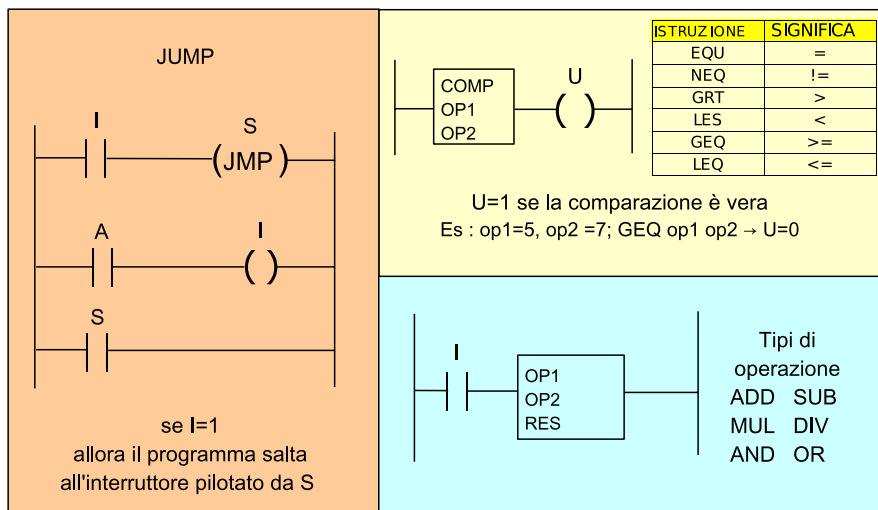 JUMP
I
S
(JMP)
A
I
( )
S
se I=1
allora il programma salta
all'interruttore pilotato da S
COMP
OP1
OP2
U
( )
ISTRUZIONE SIGNIFICA
EQU =
NEQ !=
GRT >
LES <
GEQ >=
LEQ <=
U=1 se la comparazione è vera
Es : op1=5, op2 =7; GEQ op1 op2 → U=0
I
OP1
OP2
RES
Tipi di
operazione
ADD SUB
MUL DIV
AND OR